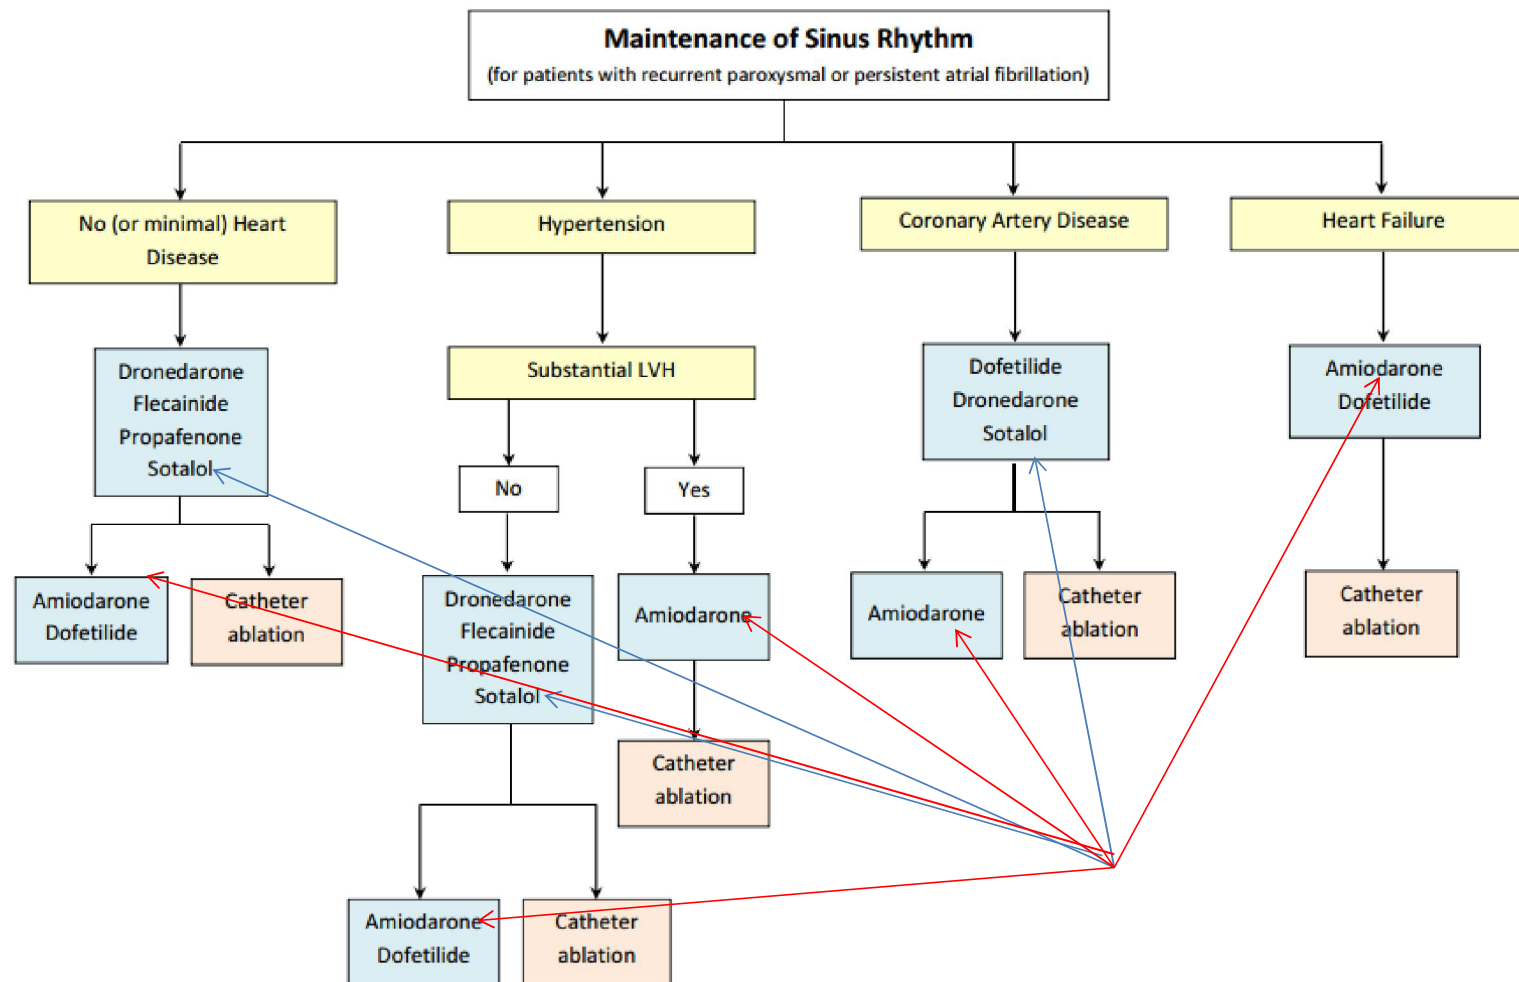 Maintenance of Sinus Rhythm
(for patients with recurrent paroxysmal or persistent atrial fibrillation)
No (or minimal) Heart
Disease
Hypertension
Coronary Artery Disease
Heart Failure
Dronedarone
Flecainide
Propafenone
Sotalol
Substantial LVH
Dofetilide
Dronedarone
Sotalol
Amiodarone
Dofetilide
No
Yes
Amiodarone
Dofetilide
Catheter
ablation
Dronedarone
Flecainide
Propafenone
Sotalol
Amiodarone
Amiodarone
Catheter
ablation
Catheter
ablation
Catheter
ablation
Amiodarone
Dofetilide
Catheter
ablation